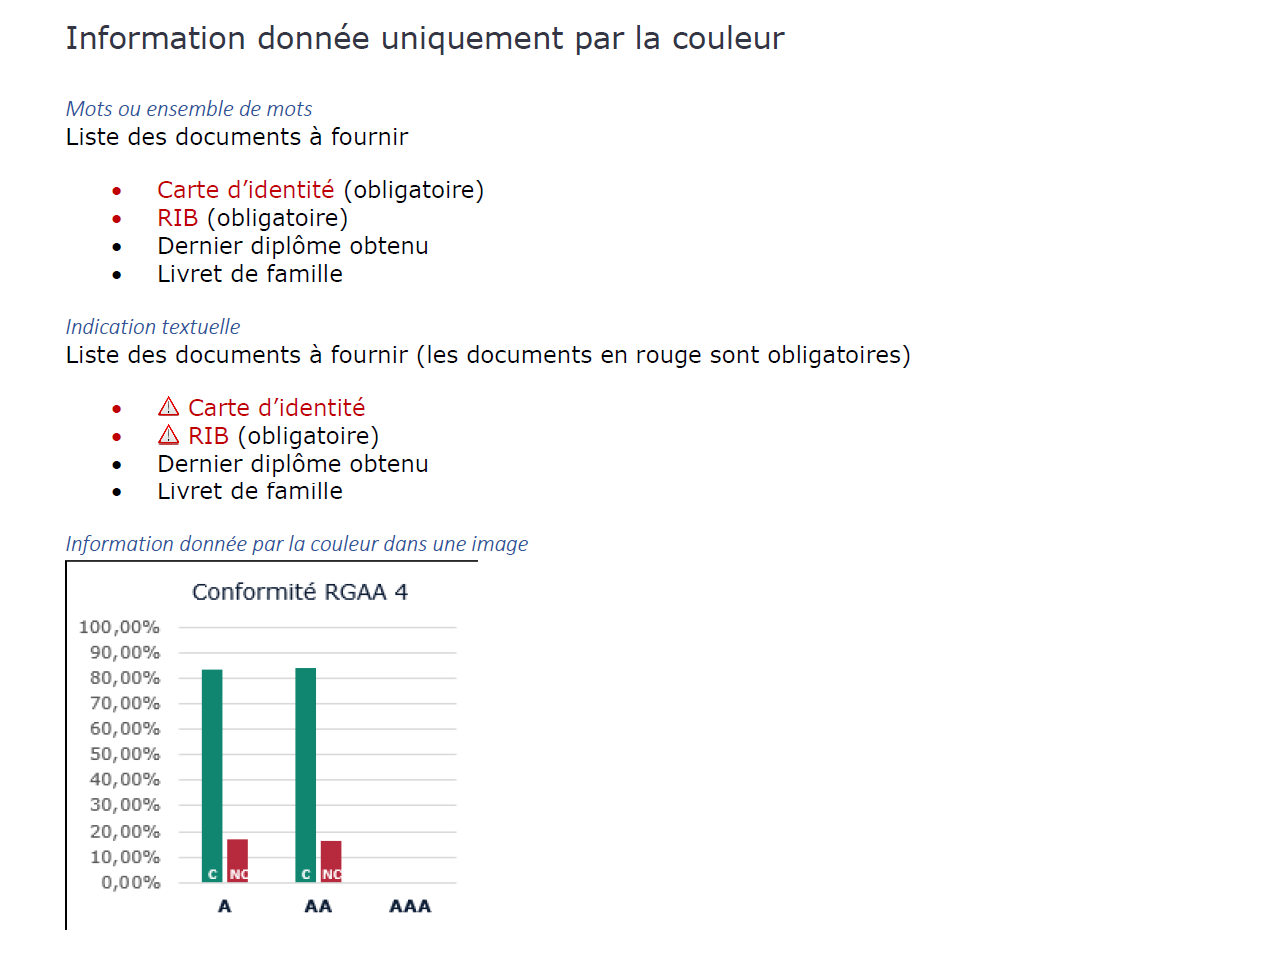 Information donnée uniquement par la couleur
Mots ou ensemble de mots
Liste des documents à fournir
• Carte d’identité (obligatoire)
• RIB (obligatoire)
• Dernier diplôme obtenu
• Livret de famille
Indication textuelle
Liste des documents à fournir (les documents en rouge sont obligatoires)
• ⚠ Carte d’identité
• ⚠ RIB (obligatoire)
• Dernier diplôme obtenu
• Livret de famille
Information donnée par la couleur dans une image
Conformité RGAA 4
100,00%
90,00%
80,00%
70,00%
60,00%
50,00%
40,00%
30,00%
20,00%
10,00%
0,00%
C NC C NC
A AA AAA